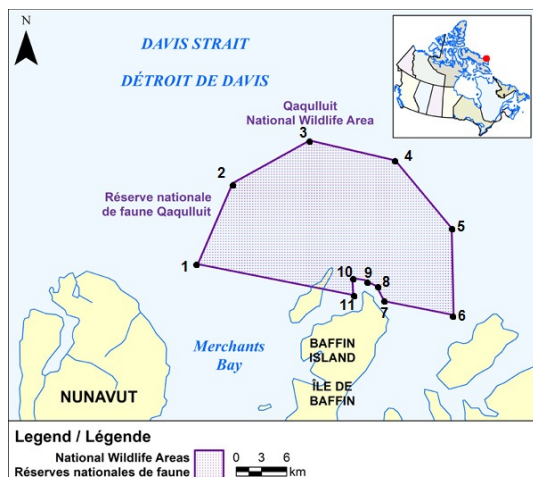 N
DAVIS STRAIT
DÉTROIT DE DAVIS
Qaqulluit
National Wildlife Area
3
4
2
Réserve nationale
de faune Qaqulluit
5
1
10
9
8
11
7
6
Merchants
Bay
BAFFIN
ISLAND
ÎLE DE
BAFFIN
NUNAVUT
Legend / Légende
National Wildlife Areas
Réserves nationales de faune
0 3 6
km